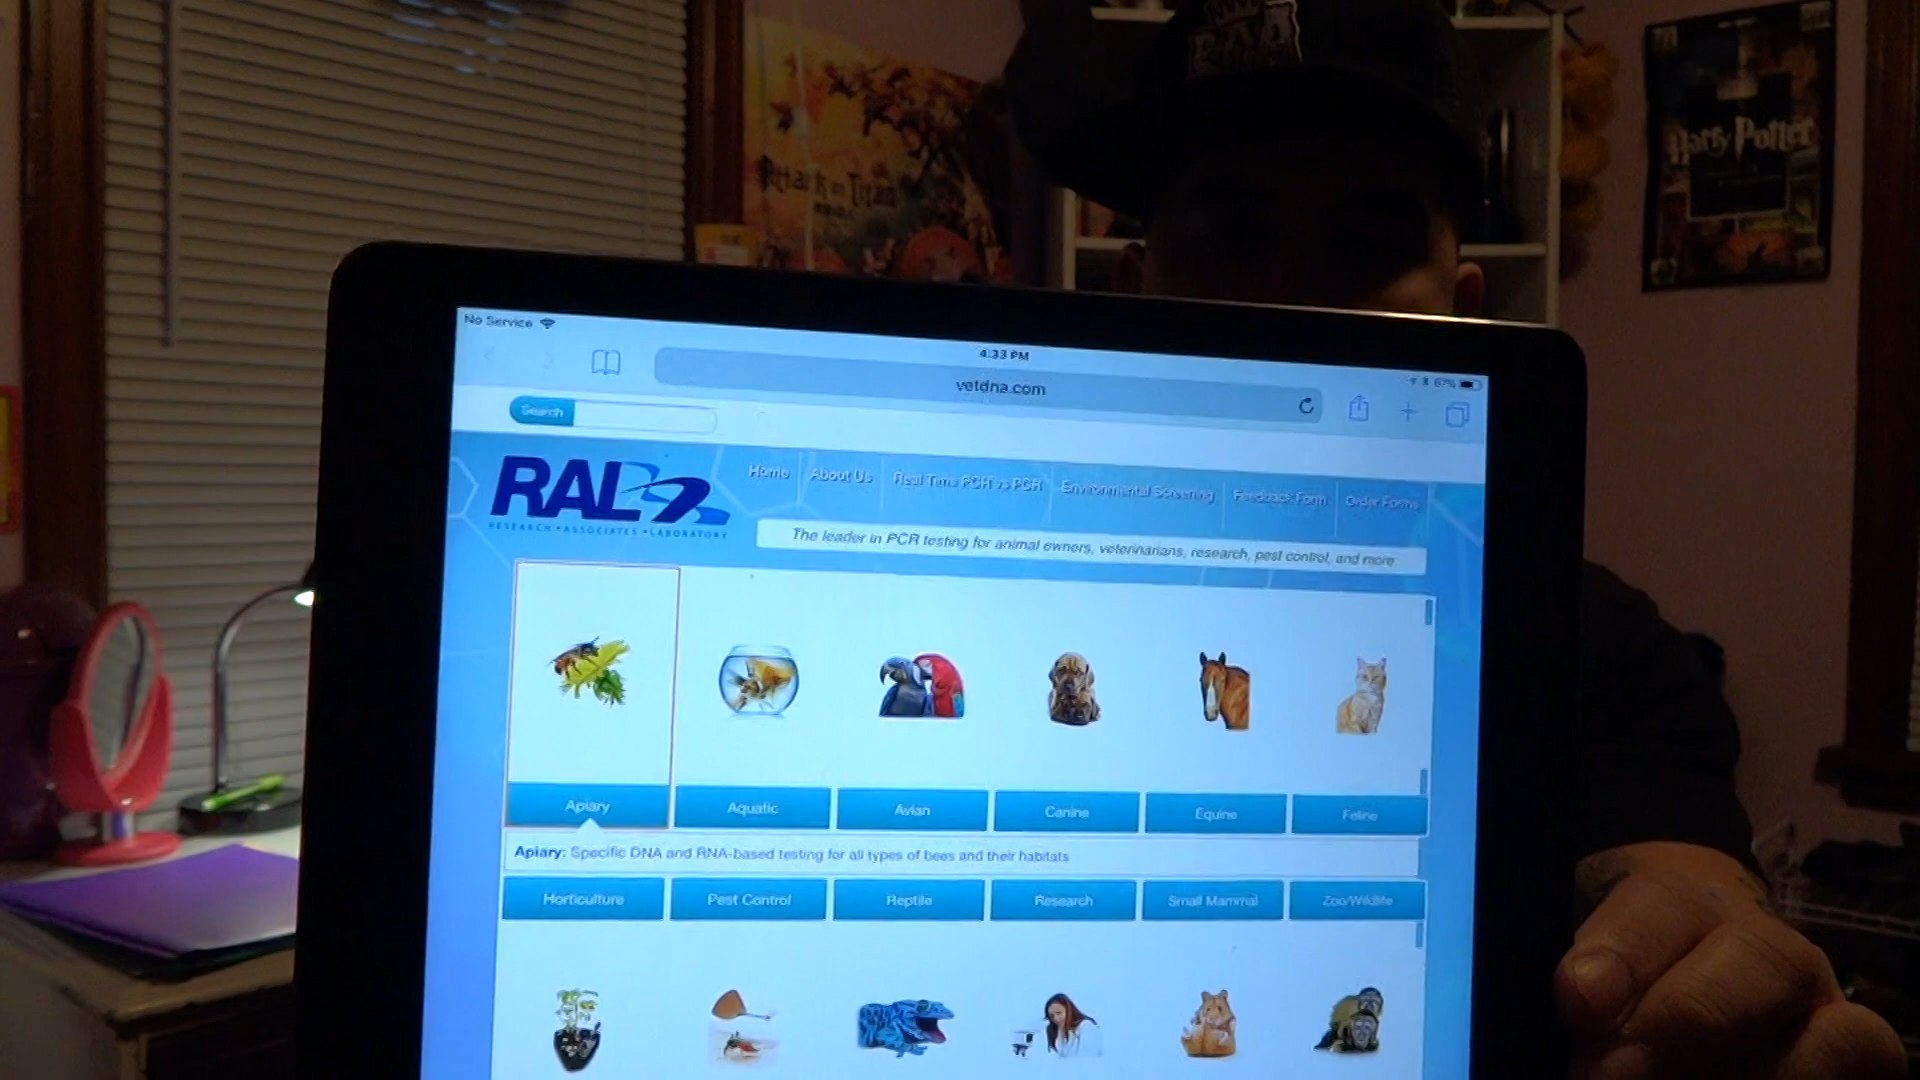 Attack on Titan
Harry Potter
No Service
4:33 PM
67%
vetdna.com
Search
RAL
RESEARCH • ASSOCIATES • LABORATORY
Home About Us Real Time PCR vs PCR Environmental Screening Feedback Form Order Forms
The leader in PCR testing for animal owners, veterinarians, research, pest control, and more
Apiary Aquatic Avian Canine Equine Feline
Apiary: Specific DNA and RNA-based testing for all types of bees and their habitats
Horticulture Pest Control Reptile Research Small Mammal Zoo/Wildlife